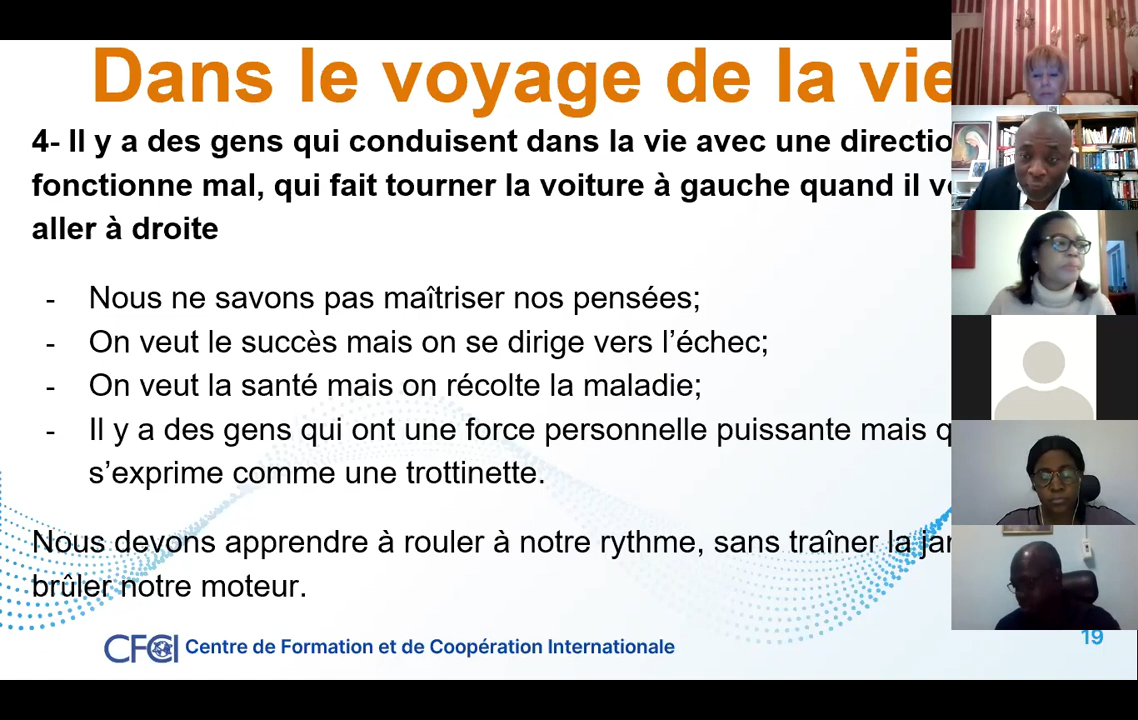 Dans le voyage de la vie
4- Il y a des gens qui conduisent dans la vie avec une
fonctionne mal, qui fait tourner la voiture à gauche quand il
aller à droite
- Nous ne savons pas maîtriser nos pensées;
- On veut le succès mais on se dirige vers l’échec;
- On veut la santé mais on récolte la maladie;
- Il y a des gens qui ont une force personnelle puissante mais
s’exprime comme une trottinette.
Nous devons apprendre à rouler à notre rythme, sans traîner la
brûler notre moteur.
CFCI Centre de Formation et de Coopération Internationale
19